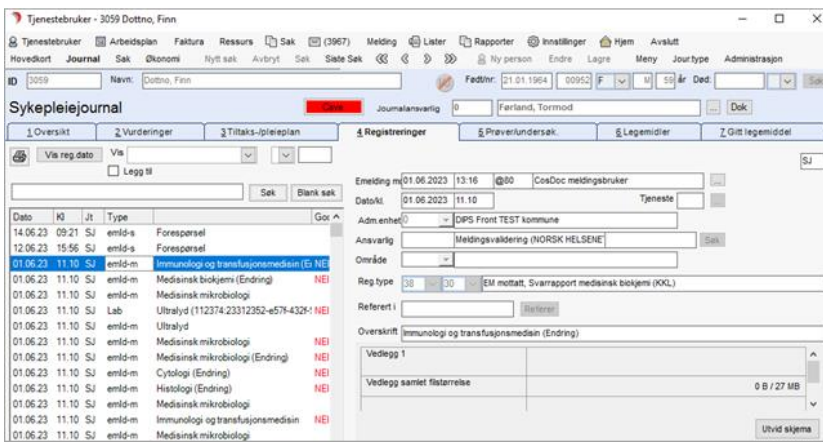 Tjenestebruker - 3059 Dottno, Finn
Tjenestebruker Arbeidsplan Faktura Ressurs Sak (3967) Melding Lister Rapporter Innstillinger Hjem Avslutt
Hovedkort Journal Sak Økonomi Nytt søk Avbryt Søk Siste Søk Ny person Endre Lagre Meny Jour.type Administrasjon
ID 3059 Navn: Dottno, Finn Født/nr: 21.01.1964 00952 F M 59 år Død:
Sykepleiejournal Cave Journalansvarlig 0 Førland, Tormod ... Dok
1 Oversikt 2 Vurderinger 3 Tiltaks-/pleieplan 4 Registreringer 5 Prøver/undersøk. 6 Legemidler 7 Gitt legemiddel
Vis reg.dato Vis SJ
Legg til
Søk Blank søk
Emelding m 01.06.2023 13:16 @80 CosDoc meldingsbruker ...
Dato/kl. 01.06.2023 11.10 Tjeneste ...
Adm.enhet 0 DIPS Front TEST kommune
Ansvarlig Meldingsvalidering (NORSK HELSENE Søk
Område
Reg.type 38 30 EM mottatt, Svarrapport medisinsk biokjemi (KKL)
Referert i Referer
Overskrift Immunologi og transfusjonsmedisin (Endring)
Vedlegg 1
Vedlegg samlet filstørrelse 0 B / 27 MB
Utvid skjema
Dato Kl Jt Type Go
14.06.23 09:21 SJ emld-s Forespørsel
12.06.23 15:56 SJ emld-s Forespørsel
01.06.23 11.10 SJ emld-m Immunologi og transfusjonsmedisin (E NEI
01.06.23 11.10 SJ emld-m Medisinsk biokjemi (Endring) NEI
01.06.23 11.10 SJ emld-m Medisinsk mikrobiologi
01.06.23 11.10 SJ Lab Ultralyd (112374:23312352-e57f-432f- NEI
01.06.23 11.10 SJ emld-m Ultralyd
01.06.23 11.10 SJ emld-m Medisinsk mikrobiologi NEI
01.06.23 11.10 SJ emld-m Medisinsk mikrobiologi (Endring) NEI
01.06.23 11.10 SJ emld-m Cytologi (Endring) NEI
01.06.23 11.10 SJ emld-m Histologi (Endring) NEI
01.06.23 11.10 SJ emld-m Medisinsk mikrobiologi
01.06.23 11.10 SJ emld-m Immunologi og transfusjonsmedisin NEI
01.06.23 11.10 SJ emld-m Medisinsk mikrobiologi